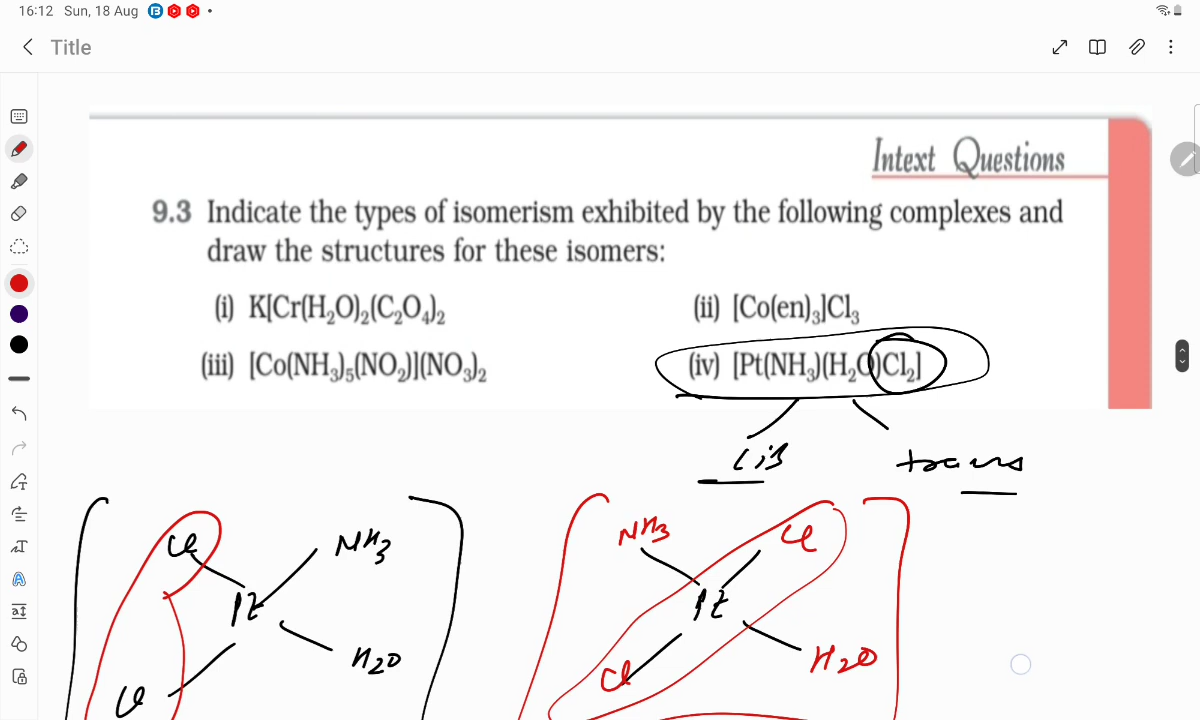 16:12 Sun, 18 Aug
Title
Intext Questions
9.3 Indicate the types of isomerism exhibited by the following complexes and
draw the structures for these isomers:
(i) K[Cr(H₂O)₂(C₂O₄)₂
(ii) [Co(en)₃]Cl₃
(iii) [Co(NH₃)₅(NO₂)](NO₃)₂
(iv) [Pt(NH₃)(H₂O)Cl₂]
Cis trans
Cl NH₃
Pt
H₂O
Cl
NH₃ Cl
Pt
Cl H₂O